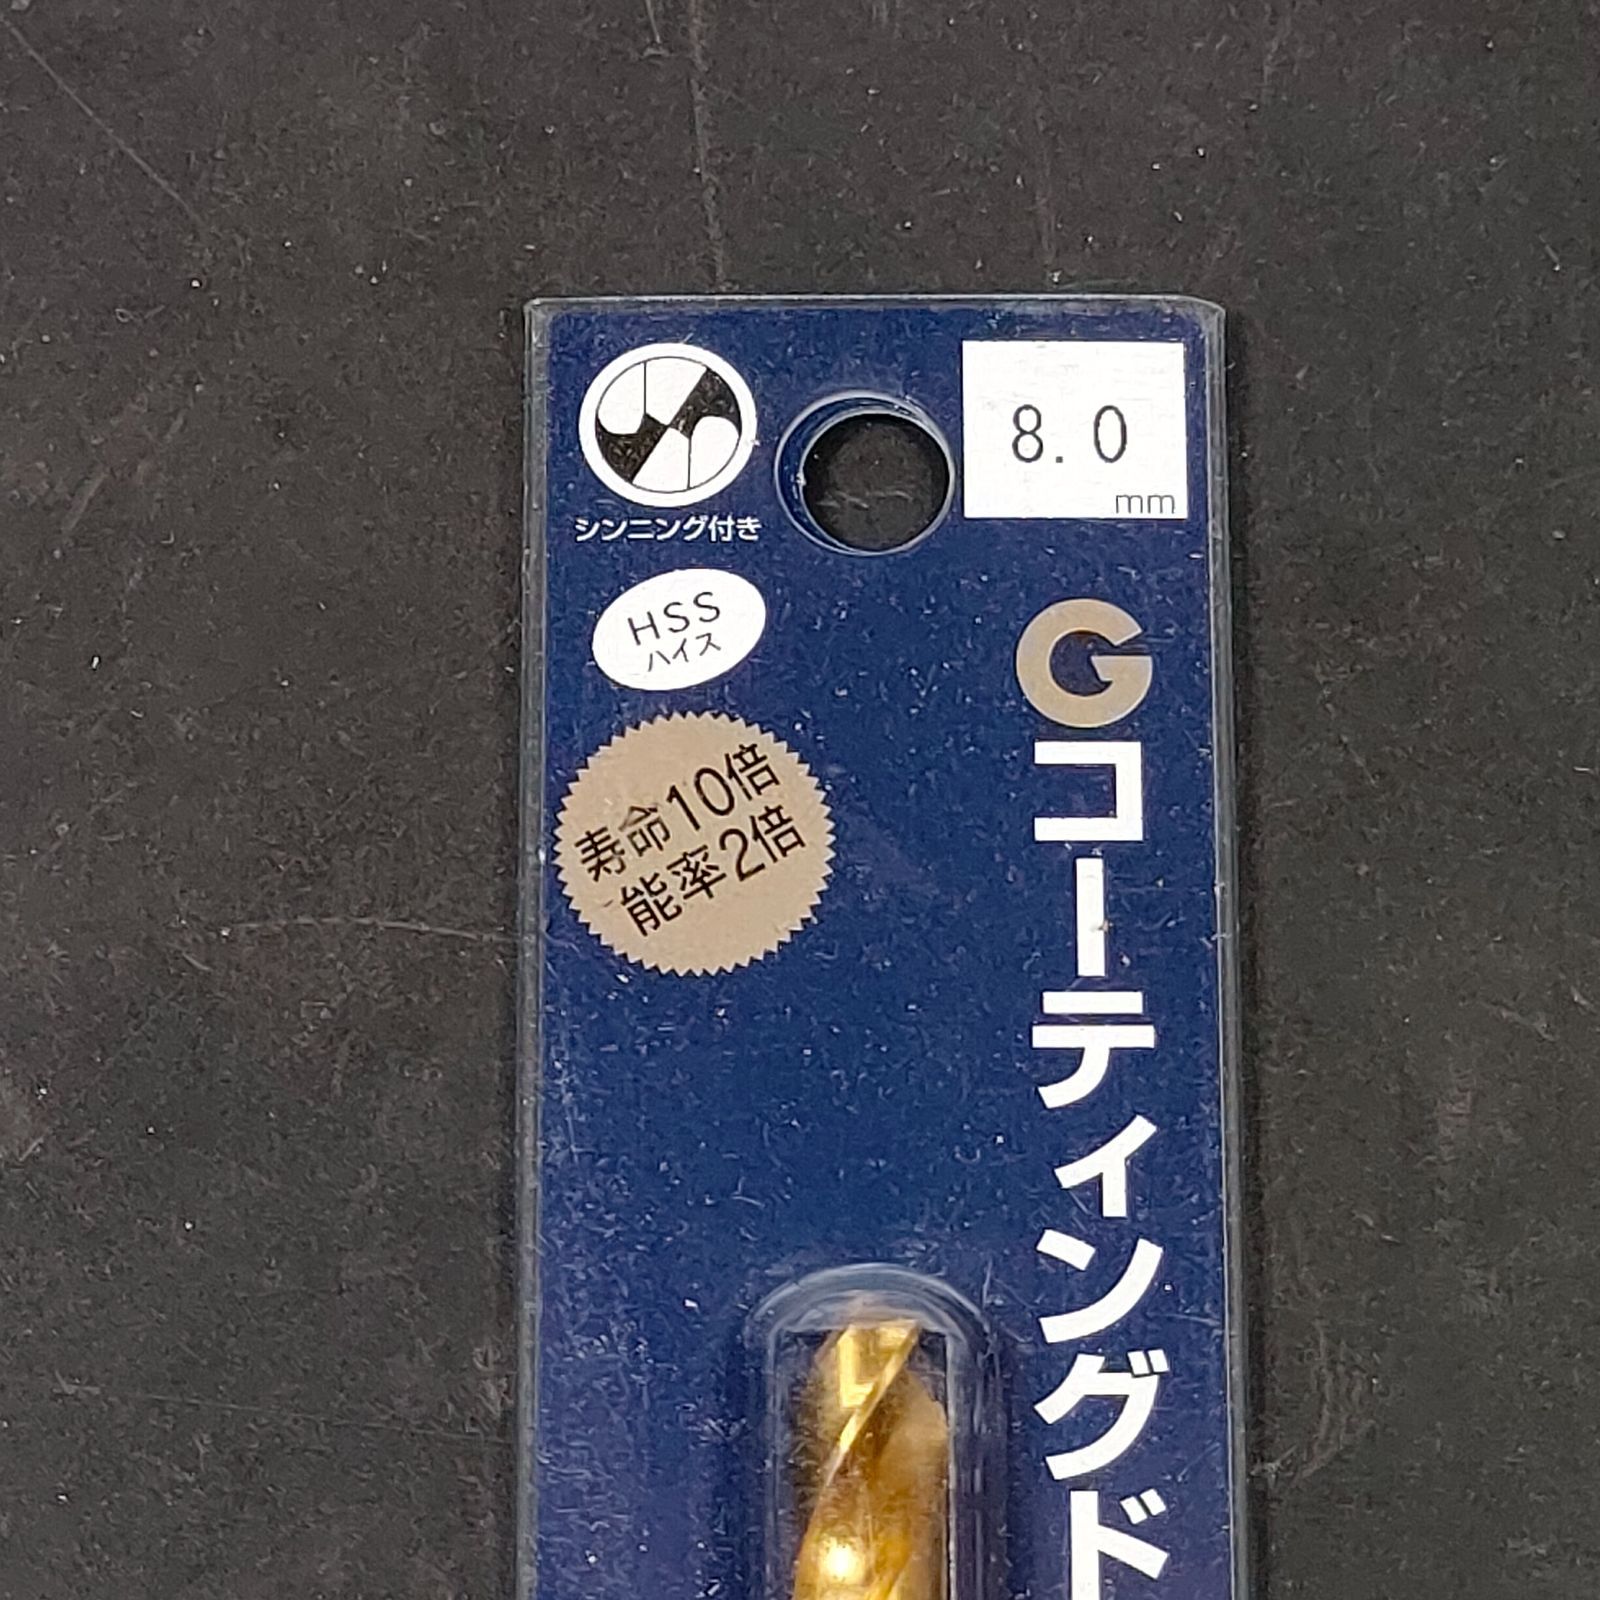 8.0
mm
シンニング付き
HSS
ハイス
寿命10倍
能率2倍
Gコーティングド